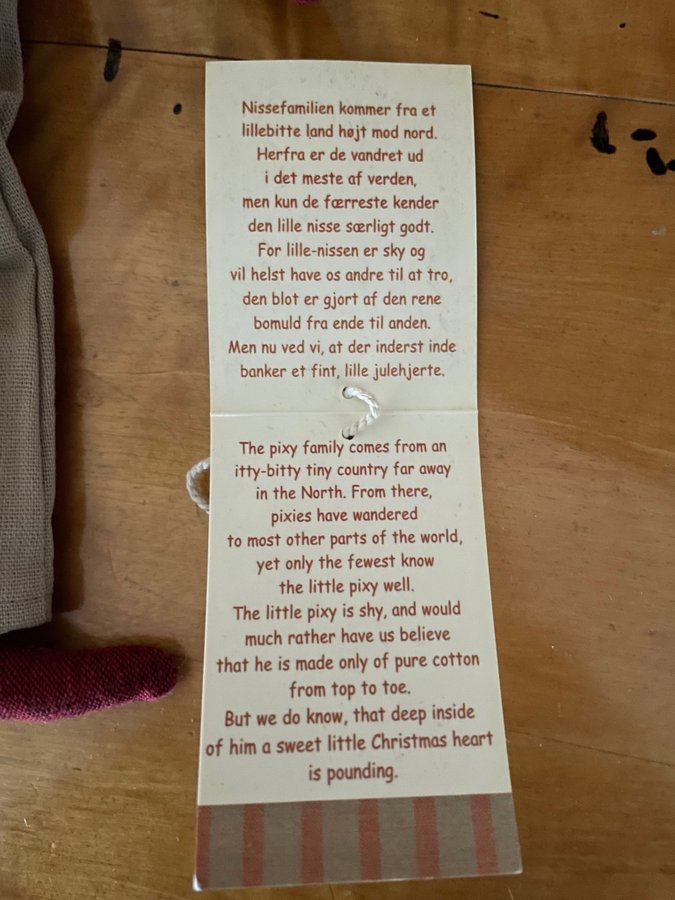 Nissefamilien kommer fra et
lillebitte land højt mod nord.
Herfra er de vandret ud
i det meste af verden,
men kun de færreste kender
den lille nisse særligt godt.
For lille-nissen er sky og
vil helst have os andre til at tro,
den blot er gjort af den rene
bomuld fra ende til anden.
Men nu ved vi, at der inderst inde
banker et fint, lille julehjerte.
The pixy family comes from an
itty-bitty tiny country far away
in the North. From there,
pixies have wandered
to most other parts of the world,
yet only the fewest know
the little pixy well.
The little pixy is shy, and would
much rather have us believe
that he is made only of pure cotton
from top to toe.
But we do know, that deep inside
of him a sweet little Christmas heart
is pounding.